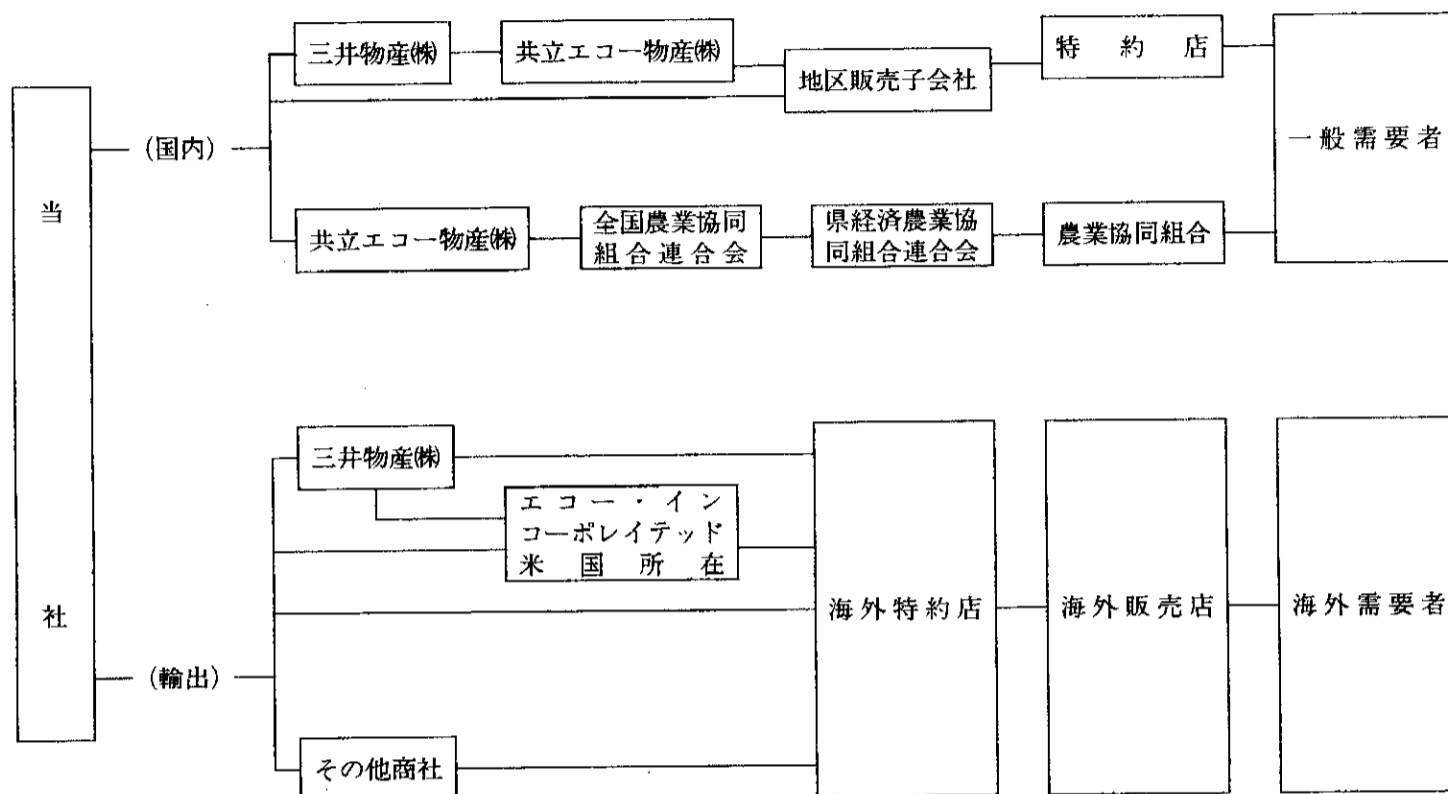 三井物産㈱
共立エコー物産㈱
地区販売子会社
特約店
一般需要者
(国内)
当社
共立エコー物産㈱
全国農業協同
組合連合会
県経済農業協
同組合連合会
農業協同組合
三井物産㈱
エコー・イン
コーポレイテッド
米国所在
海外特約店
海外販売店
海外需要者
(輸出)
その他商社